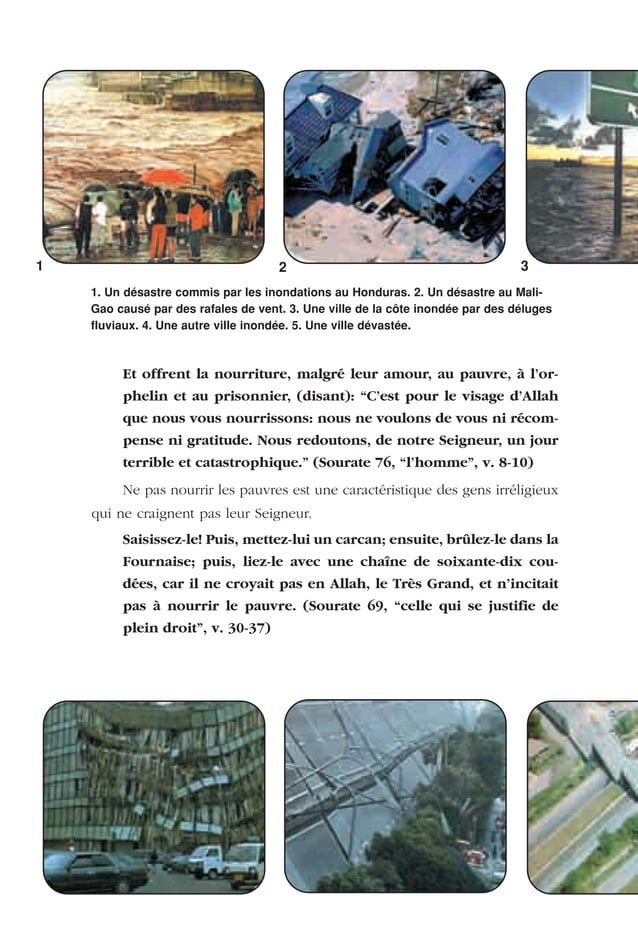 1
2
3
1. Un désastre commis par les inondations au Honduras. 2. Un désastre au Mali-
Gao causé par des rafales de vent. 3. Une ville de la côte inondée par des déluges
fluviaux. 4. Une autre ville inondée. 5. Une ville dévastée.
Et offrent la nourriture, malgré leur amour, au pauvre, à l’or-
phelin et au prisonnier, (disant): “C’est pour le visage d’Allah
que nous vous nourrissons: nous ne voulons de vous ni récom-
pense ni gratitude. Nous redoutons, de notre Seigneur, un jour
terrible et catastrophique.” (Sourate 76, “l’homme”, v. 8-10)
Ne pas nourrir les pauvres est une caractéristique des gens irréligieux
qui ne craignent pas leur Seigneur.
Saisissez-le! Puis, mettez-lui un carcan; ensuite, brûlez-le dans la
Fournaise; puis, liez-le avec une chaîne de soixante-dix cou-
dées, car il ne croyait pas en Allah, le Très Grand, et n’incitait
pas à nourrir le pauvre. (Sourate 69, “celle qui se justifie de
plein droit”, v. 30-37)